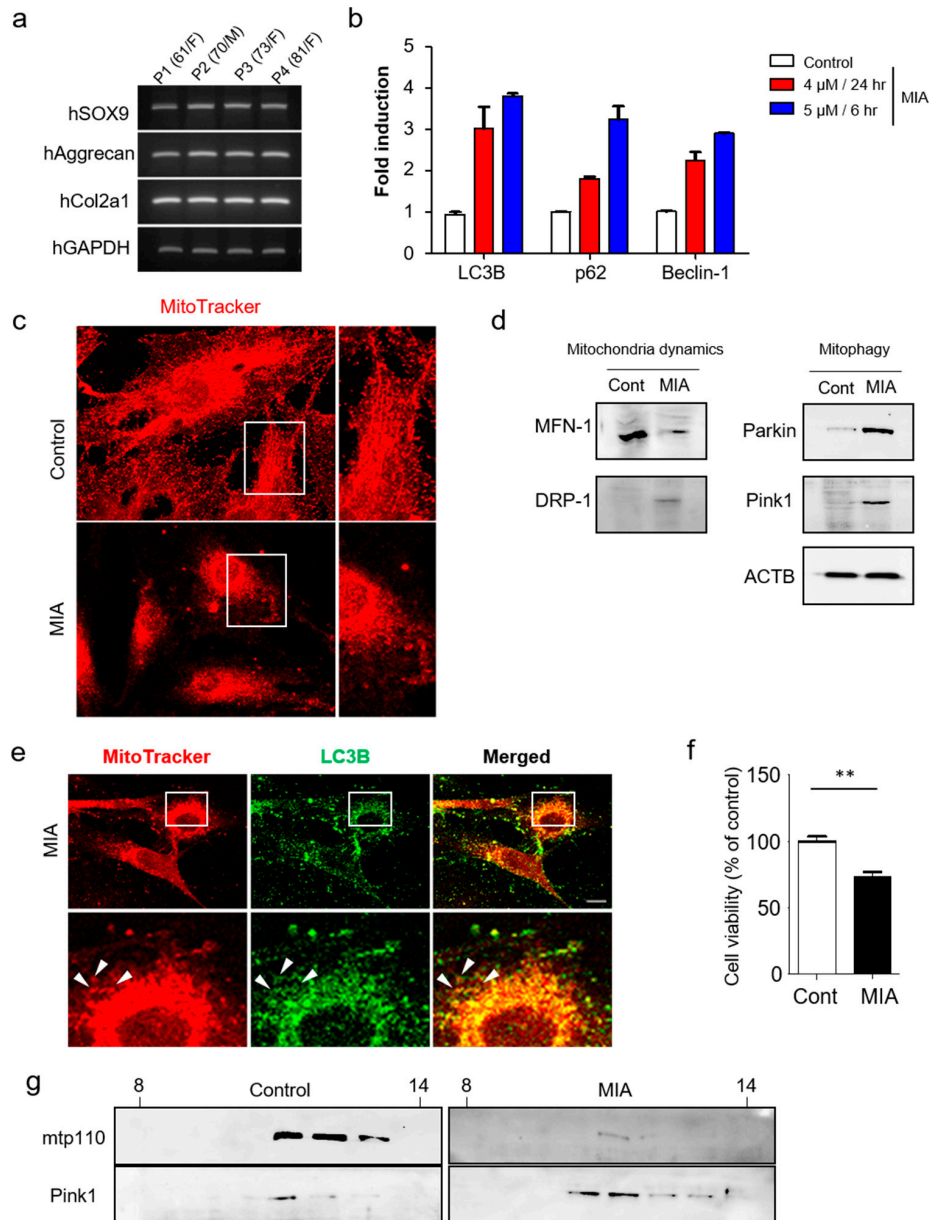 a
P1 (61/F)
P2 (70/M)
P3 (73/F)
P4 (81/F)
hSOX9
hAggrecan
hCol2a1
hGAPDH
b
Fold induction
5
4
3
2
1
0
LC3B
p62
Beclin-1
Control
4 μM / 24 hr
5 μM / 6 hr
MIA
c
MitoTracker
Control
MIA
d
Mitochondria dynamics
Cont MIA
MFN-1
DRP-1
Mitophagy
Cont MIA
Parkin
Pink1
ACTB
e
MitoTracker
LC3B
Merged
MIA
f
Cell viability (% of control)
150
100
50
0
**
Cont MIA
g
8 Control 14
8 MIA 14
mtp110
Pink1